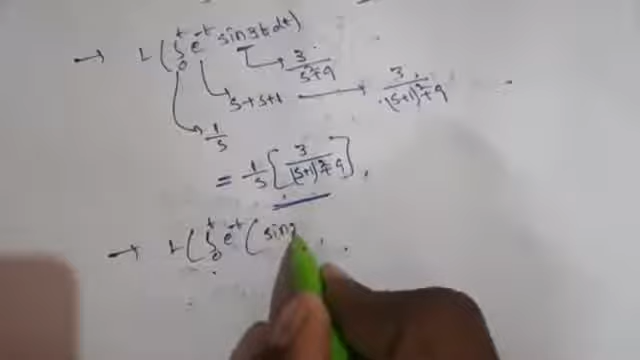 → L(∫₀ᵗ e⁻ᵗ sin3t dt)
3/(s²+9)
s→s+1 → 3/((s+1)²+9)
1/s
= 1/s [3/((s+1)²+9)].
→ L(∫₀ᵗ e⁻ᵗ (sin